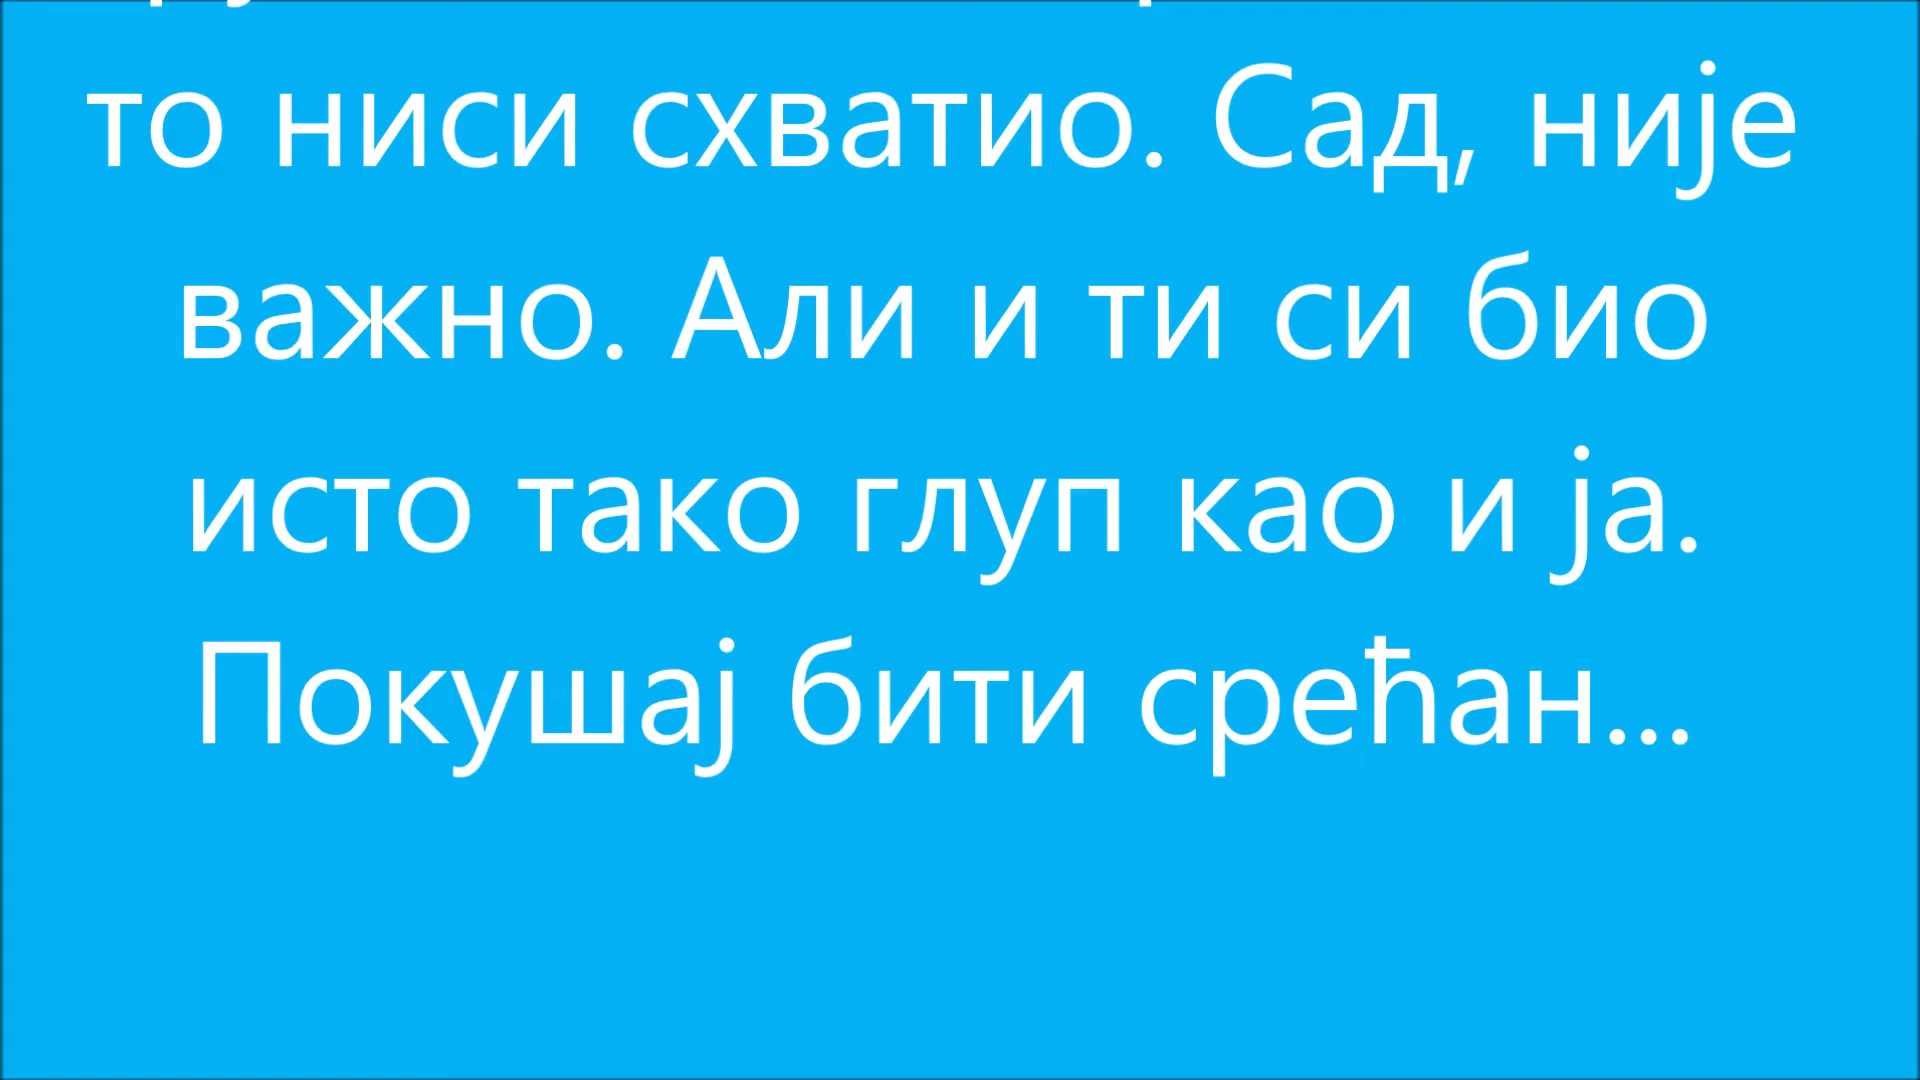 то ниси схватио. Сад, није
важно. Али и ти си био
исто тако глуп као и ја.
Покушај бити срећан...